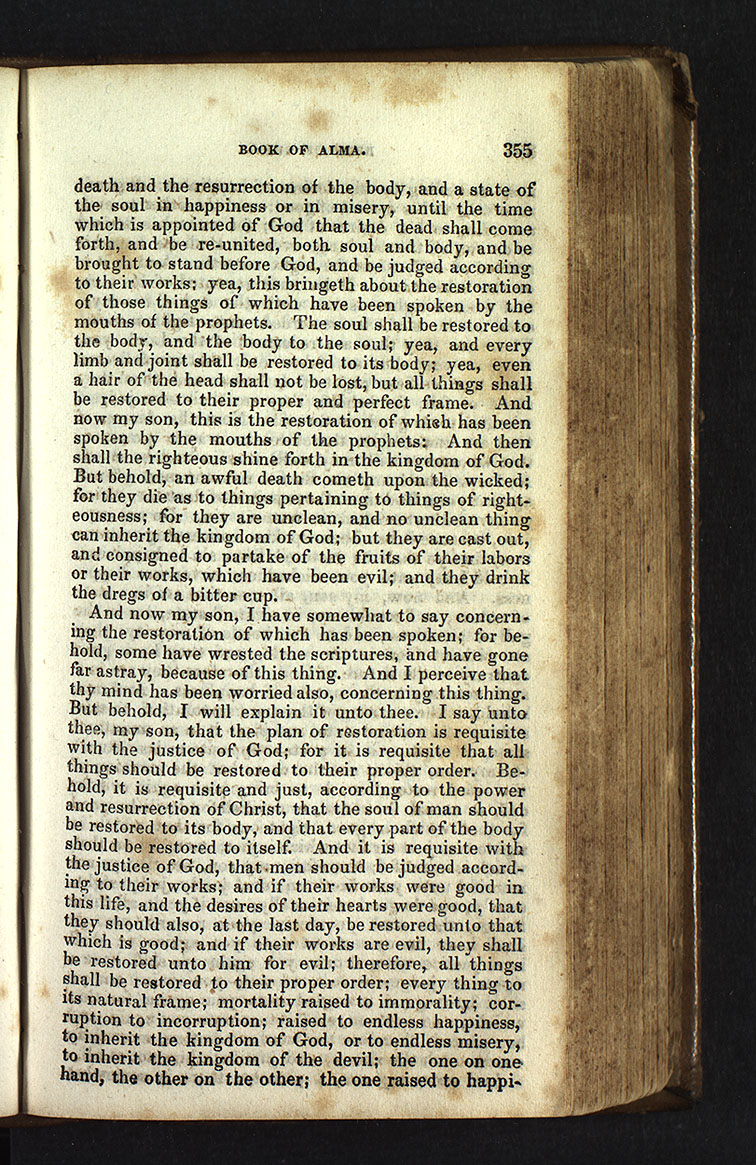 BOOK OF ALMA. 355
death and the resurrection of the body, and a state of
the soul in happiness or in misery, until the time
which is appointed of God that the dead shall come
forth, and be re-united, both soul and body, and be
brought to stand before God, and be judged according
to their works; yea, this bringeth about the restoration
of those things of which have been spoken by the
mouths of the prophets. The soul shall be restored to
the body, and the body to the soul; yea, and every
limb and joint shall be restored to its body; yea, even
a hair of the head shall not be lost, but all things shall
be restored to their proper and perfect frame. And
now my son, this is the restoration of which has been
spoken by the mouths of the prophets: And then
shall the righteous shine forth in the kingdom of God.
But behold, an awful death cometh upon the wicked;
for they die as to things pertaining to things of right-
eousness; for they are unclean, and no unclean thing
can inherit the kingdom of God; but they are cast out,
and consigned to partake of the fruits of their labors
or their works, which have been evil; and they drink
the dregs of a bitter cup.
And now my son, I have somewhat to say concern-
ing the restoration of which has been spoken; for be-
hold, some have wrested the scriptures, and have gone
far astray, because of this thing. And I perceive that
thy mind has been worried also, concerning this thing.
But behold, I will explain it unto thee. I say unto
thee, my son, that the plan of restoration is requisite
with the justice of God; for it is requisite that all
things should be restored to their proper order. Be-
hold, it is requisite and just, according to the power
and resurrection of Christ, that the soul of man should
be restored to its body, and that every part of the body
should be restored to itself. And it is requisite with
the justice of God, that men should be judged accord-
ing to their works; and if their works were good in
this life, and the desires of their hearts were good, that
they should also, at the last day, be restored unto that
which is good; and if their works are evil, they shall
be restored unto him for evil; therefore, all things
shall be restored to their proper order; every thing to
its natural frame; mortality raised to immorality; cor-
ruption to incorruption; raised to endless happiness,
to inherit the kingdom of God, or to endless misery,
to inherit the kingdom of the devil; the one on one
hand, the other on the other; the one raised to happi-